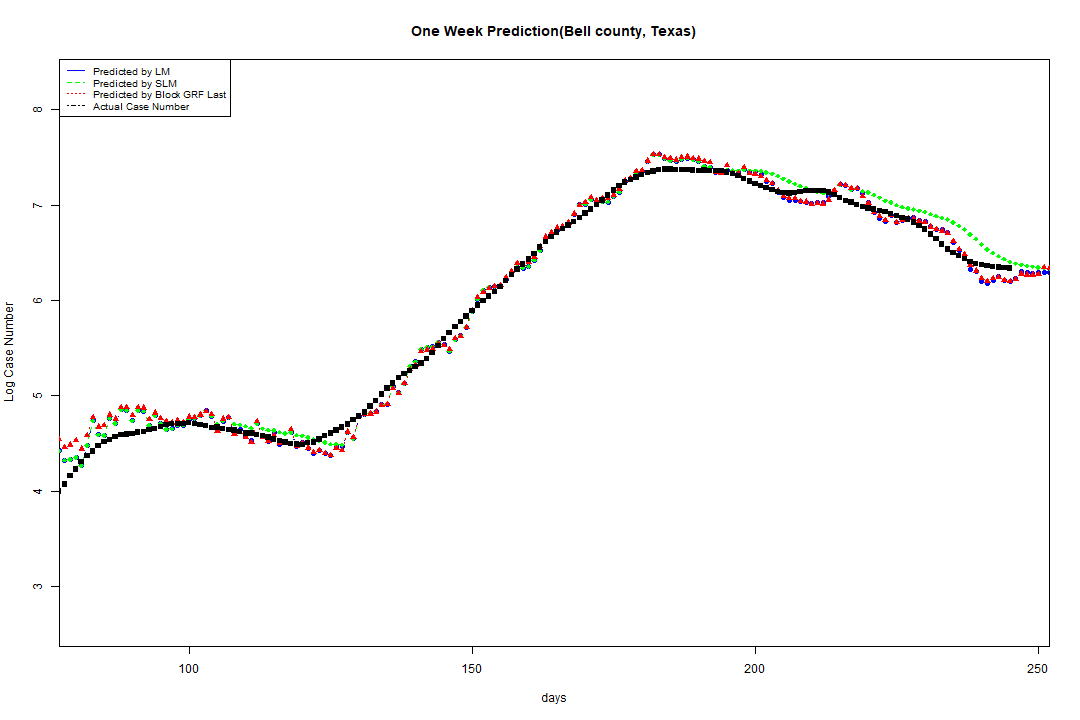 One Week Prediction(Bell county, Texas)
Predicted by LM
Predicted by SLM
Predicted by Block GRF Last
Actual Case Number
8
7
6
5
4
3
Log Case Number
100
150
200
250
days